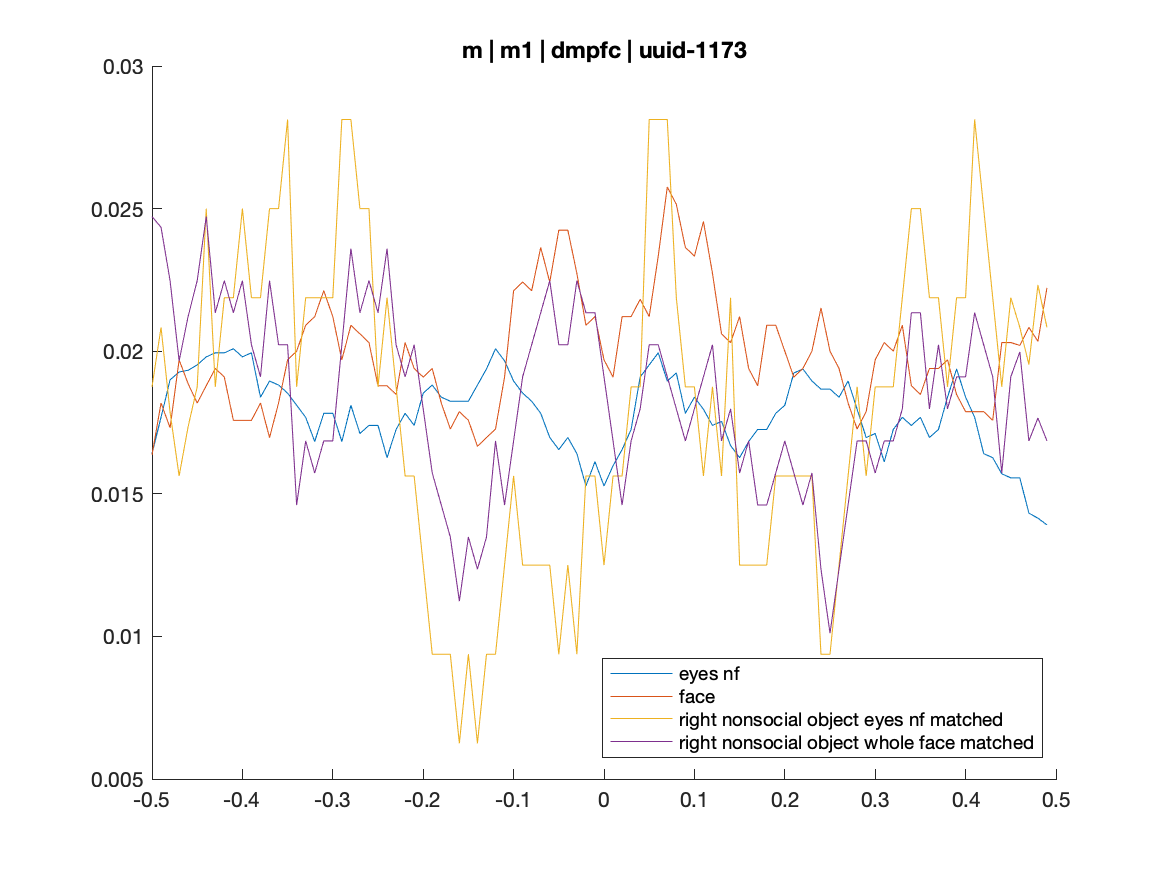 m | m1 | dmpfc | uuid-1173
0.03
0.025
0.02
0.015
0.01
0.005
-0.5 -0.4 -0.3 -0.2 -0.1 0 0.1 0.2 0.3 0.4 0.5
eyes nf
face
right nonsocial object eyes nf matched
right nonsocial object whole face matched